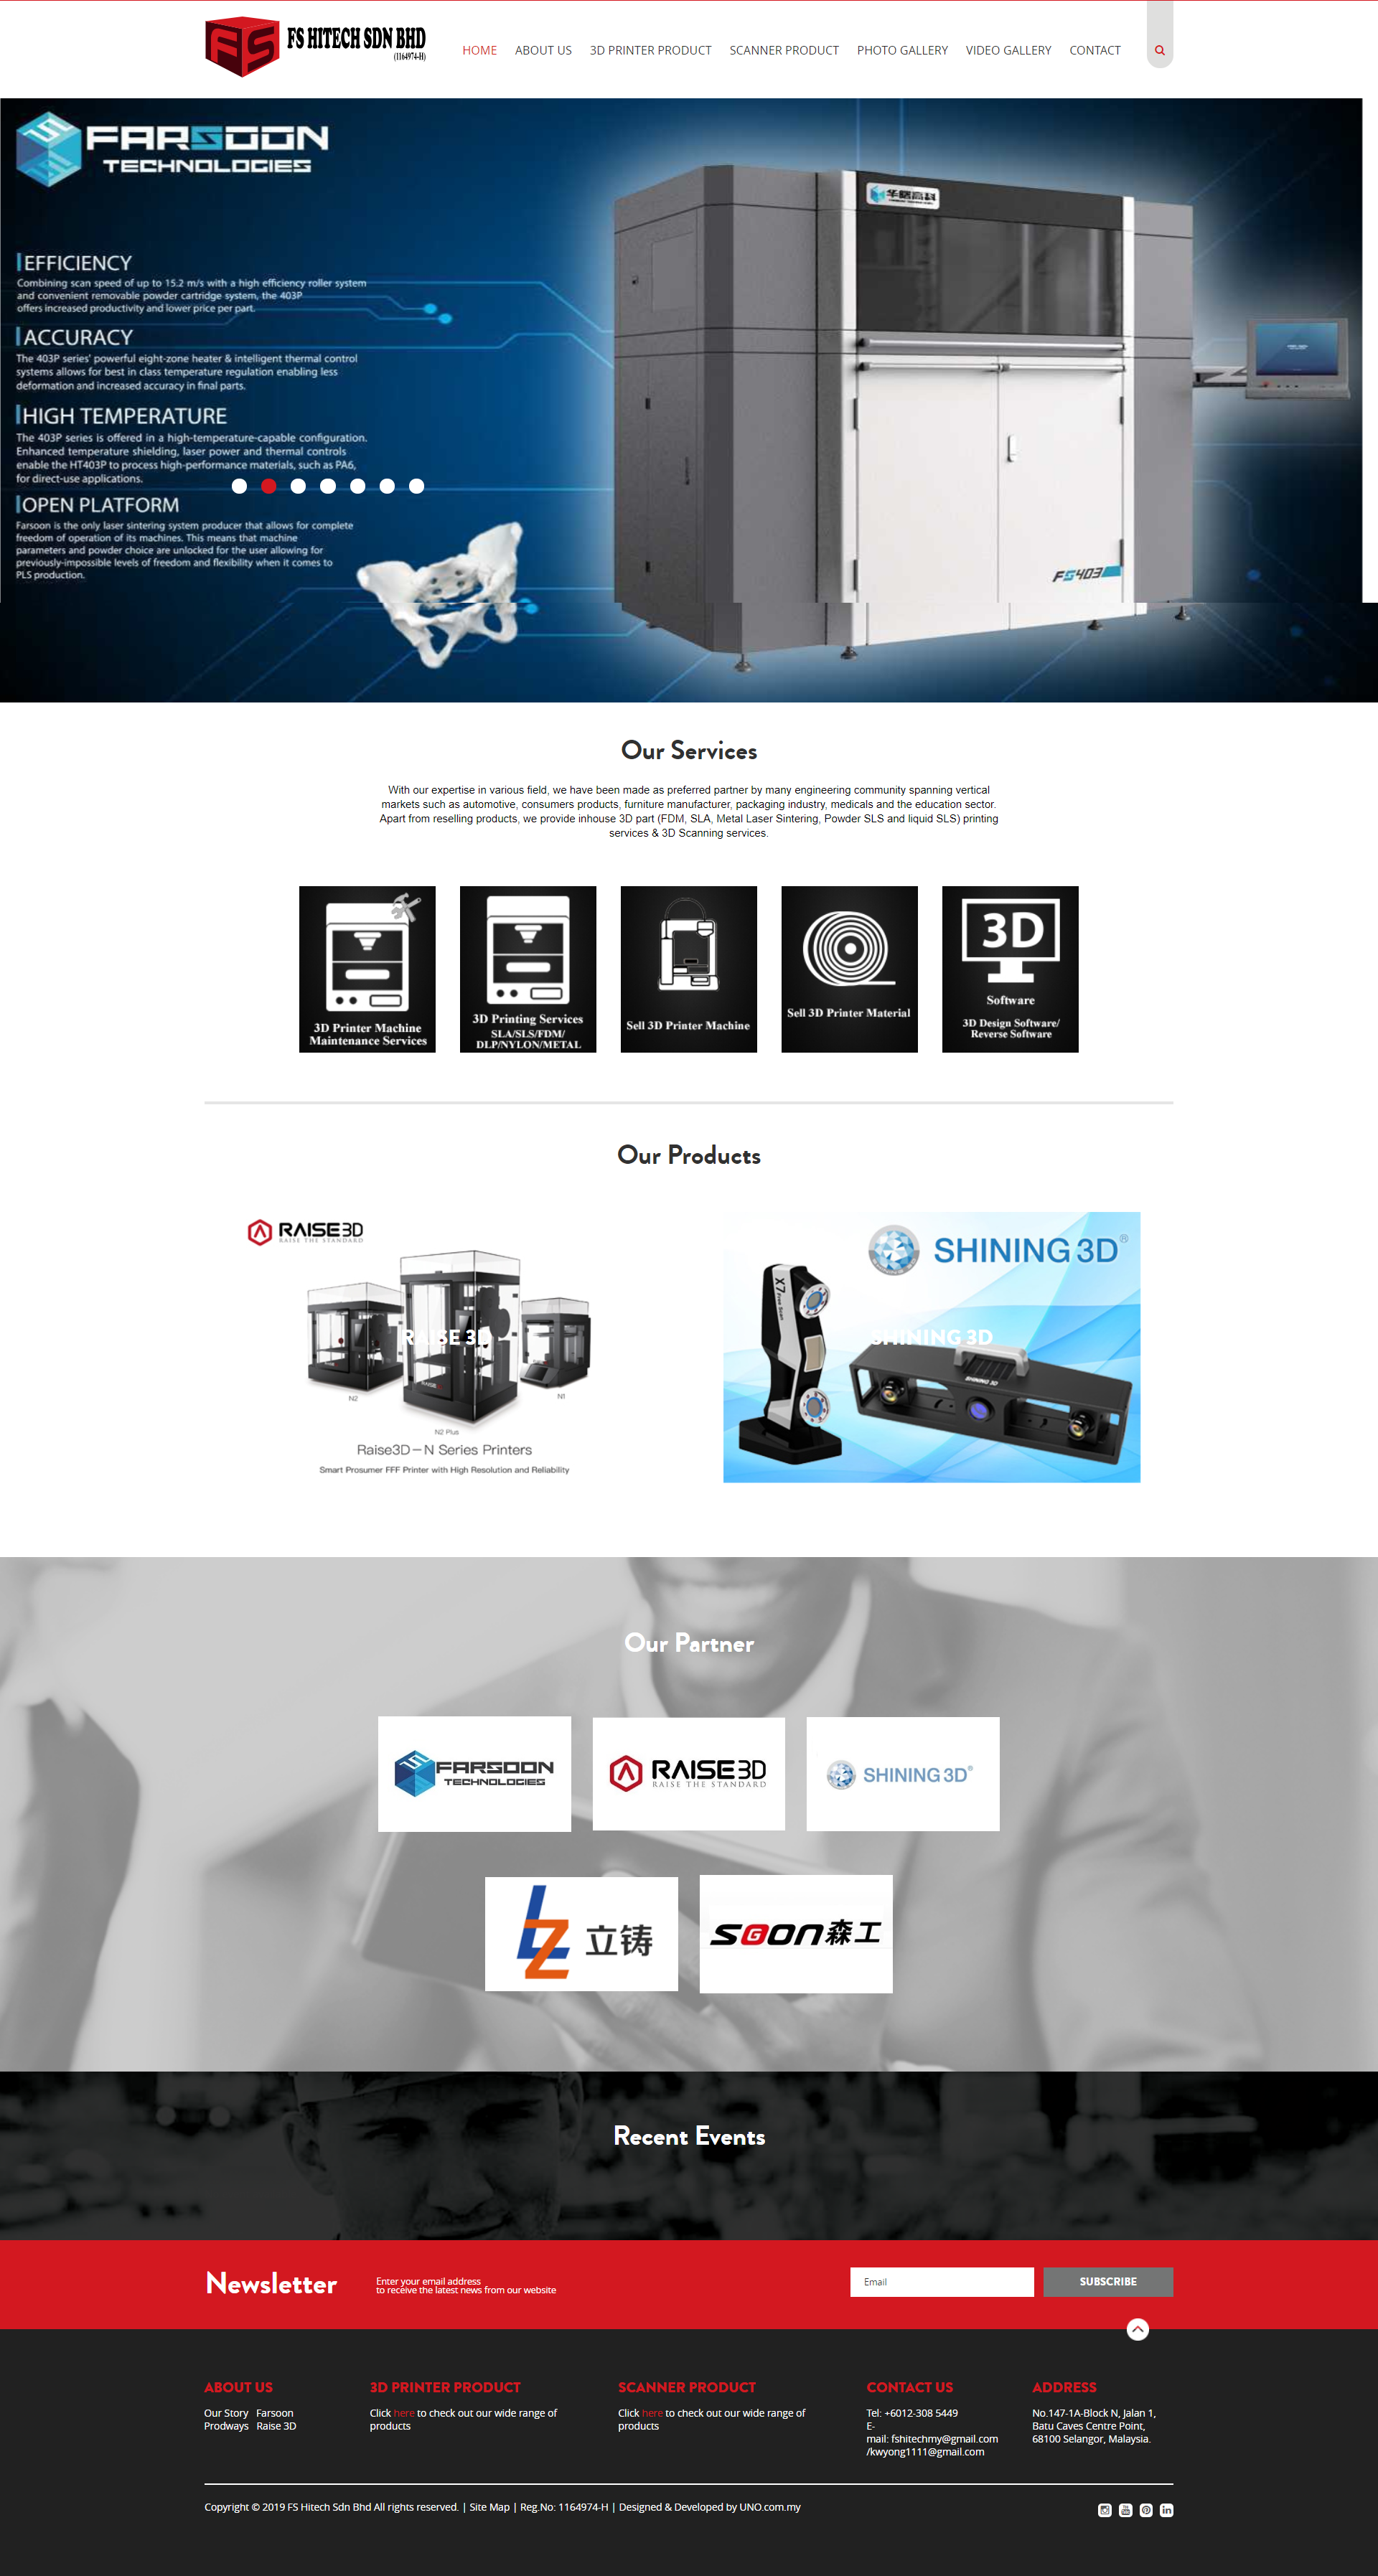 FS HITECH SDN BHD
(1164974-H)
HOME ABOUT US 3D PRINTER PRODUCT SCANNER PRODUCT PHOTO GALLERY VIDEO GALLERY CONTACT
FARSOON
TECHNOLOGIES
华曙高科
EFFICIENCY
Combining scan speed of up to 15.2 m/s with a high efficiency roller system
and convenient removable powder cartridge system, the 403P
offers increased productivity and lower price per part.
ACCURACY
The 403P series' powerful eight-zone heater & intelligent thermal control
systems allows for best in class temperature regulation enabling less
deformation and increased accuracy in final parts.
HIGH TEMPERATURE
The 403P series is offered in a high-temperature-capable configuration.
Enhanced temperature shielding, laser power and thermal controls
enable the HT403P to process high-performance materials, such as PA6,
for direct-use applications.
OPEN PLATFORM
Farsoon is the only laser sintering system producer that allows for complete
freedom of operation of its machines. This means that machine
parameters and powder choice are unlocked for the user allowing for
previously-impossible levels of freedom and flexibility when it comes to
PLS production.
FS403
Our Services
With our expertise in various field, we have been made as preferred partner by many engineering community spanning vertical
markets such as automotive, consumers products, furniture manufacturer, packaging industry, medicals and the education sector.
Apart from reselling products, we provide inhouse 3D part (FDM, SLA, Metal Laser Sintering, Powder SLS and liquid SLS) printing
services & 3D Scanning services.
3D Printer Machine
Maintenance Services
3D Printing Services
SLA/SLS/FDM/
DLP/NYLON/METAL
Sell 3D Printer Machine
Sell 3D Printer Material
3D
Software
3D Design Software/
Reverse Software
Our Products
RAISE3D
RAISE THE STANDARD
RAISE 3D
N2
N1
N2 Plus
Raise3D-N Series Printers
Smart Prosumer FFF Printer with High Resolution and Reliability
SHINING 3D®
X7
SHINING 3D
SHINING 3D
Our Partner
FARSOON
TECHNOLOGIES
RAISE3D
RAISE THE STANDARD
SHINING 3D®
LZ 立铸
SGON 森工
Recent Events
Newsletter
Enter your email address
to receive the latest news from our website
Email
SUBSCRIBE
ABOUT US
Our Story Farsoon
Prodways Raise 3D
3D PRINTER PRODUCT
Click here to check out our wide range of
products
SCANNER PRODUCT
Click here to check out our wide range of
products
CONTACT US
Tel: +6012-308 5449
E-
mail: fshitechmy@gmail.com
/kwyong1111@gmail.com
ADDRESS
No.147-1A-Block N, Jalan 1,
Batu Caves Centre Point,
68100 Selangor, Malaysia.
Copyright © 2019 FS Hitech Sdn Bhd All rights reserved. | Site Map | Reg.No: 1164974-H | Designed & Developed by UNO.com.my